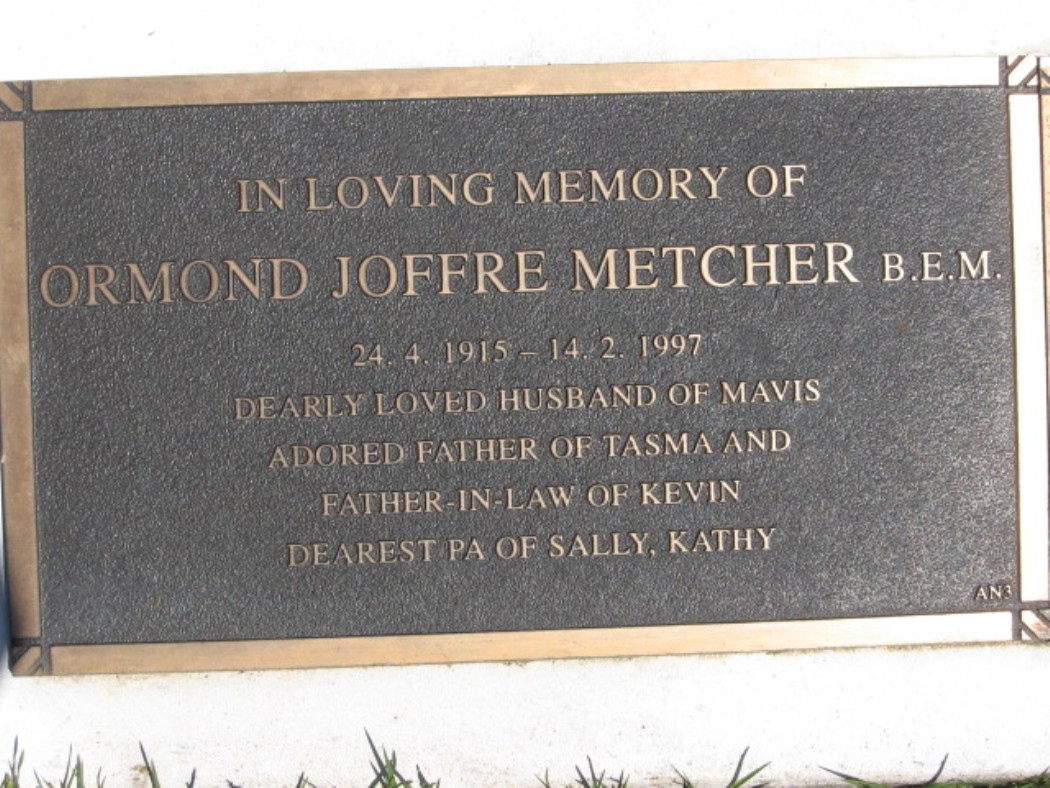 IN LOVING MEMORY OF
ORMOND JOFFRE METCHER B.E.M.
24. 4. 1915 – 14. 2. 1997
DEARLY LOVED HUSBAND OF MAVIS
ADORED FATHER OF TASMA AND
FATHER-IN-LAW OF KEVIN
DEAREST PA OF SALLY, KATHY
AN3